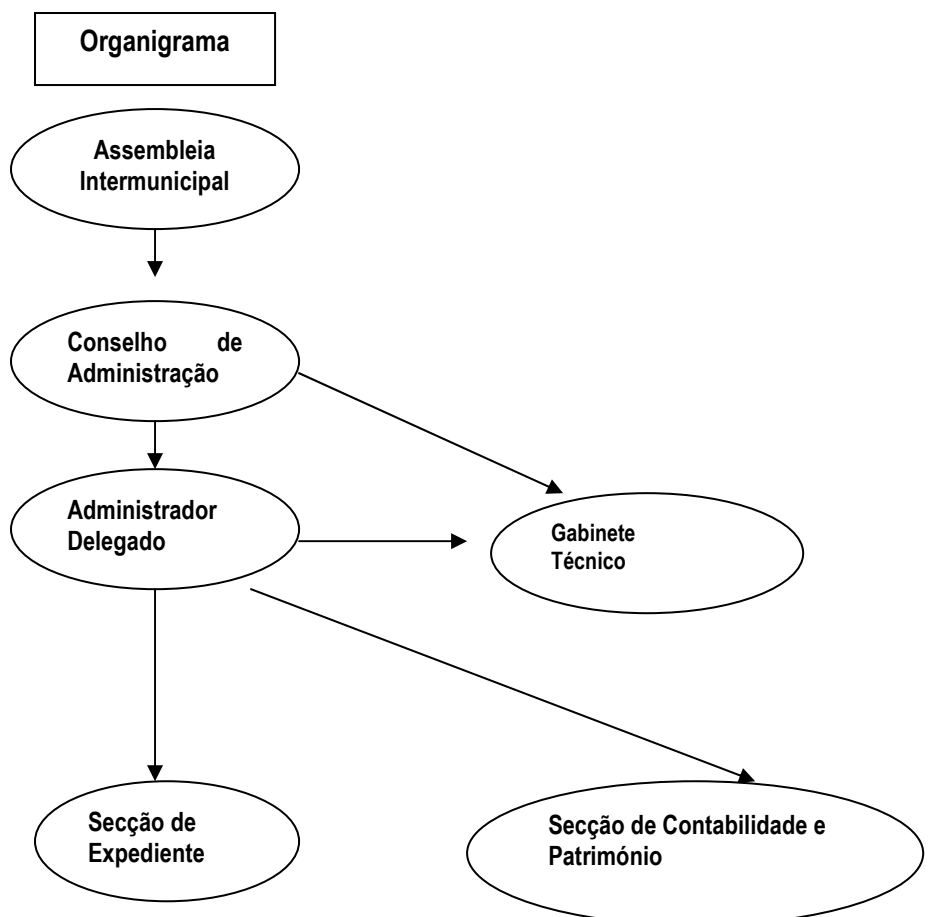 Organigrama
Assembleia
Intermunicipal
Conselho de
Administração
Administrador
Delegado
Gabinete
Técnico
Secção de
Expediente
Secção de Contabilidade e
Património